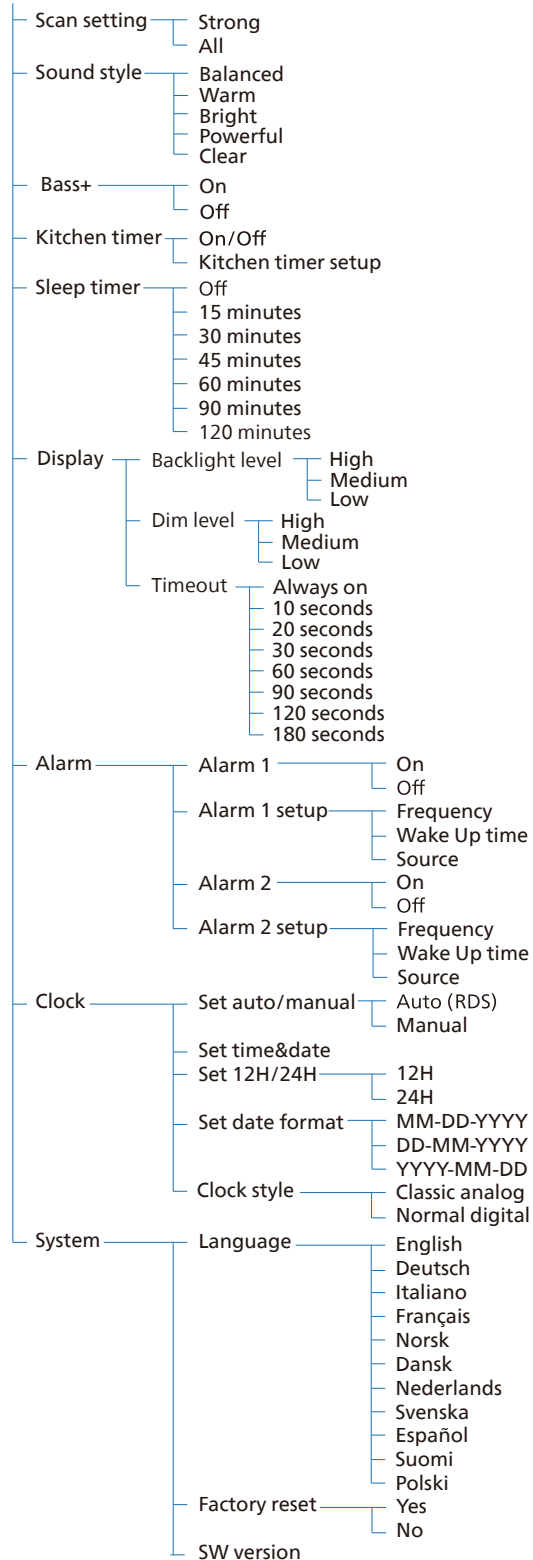 Scan setting Strong
All
Sound style Balanced
Warm
Bright
Powerful
Clear
Bass+ On
Off
Kitchen timer On/Off
Kitchen timer setup
Sleep timer Off
15 minutes
30 minutes
45 minutes
60 minutes
90 minutes
120 minutes
Display Backlight level High
Medium
Low
Dim level High
Medium
Low
Timeout Always on
10 seconds
20 seconds
30 seconds
60 seconds
90 seconds
120 seconds
180 seconds
Alarm Alarm 1 On
Off
Alarm 1 setup Frequency
Wake Up time
Source
Alarm 2 On
Off
Alarm 2 setup Frequency
Wake Up time
Source
Clock Set auto/manual Auto (RDS)
Manual
Set time&date
Set 12H/24H 12H
24H
Set date format MM-DD-YYYY
DD-MM-YYYY
YYYY-MM-DD
Clock style Classic analog
Normal digital
System Language English
Deutsch
Italiano
Français
Norsk
Dansk
Nederlands
Svenska
Español
Suomi
Polski
Factory reset Yes
No
SW version